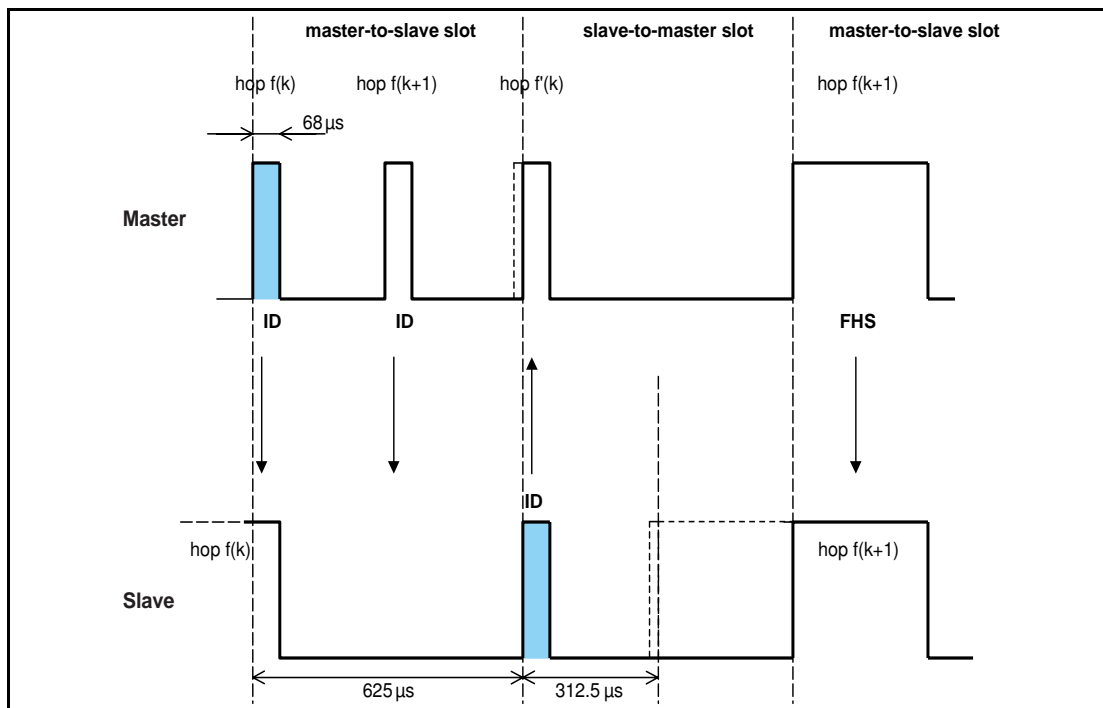 master-to-slave slot
slave-to-master slot
master-to-slave slot
hop f(k)
hop f(k+1)
hop f'(k)
hop f(k+1)
68 µs
Master
ID
ID
FHS
ID
hop f(k)
hop f(k+1)
Slave
625 µs
312.5 µs